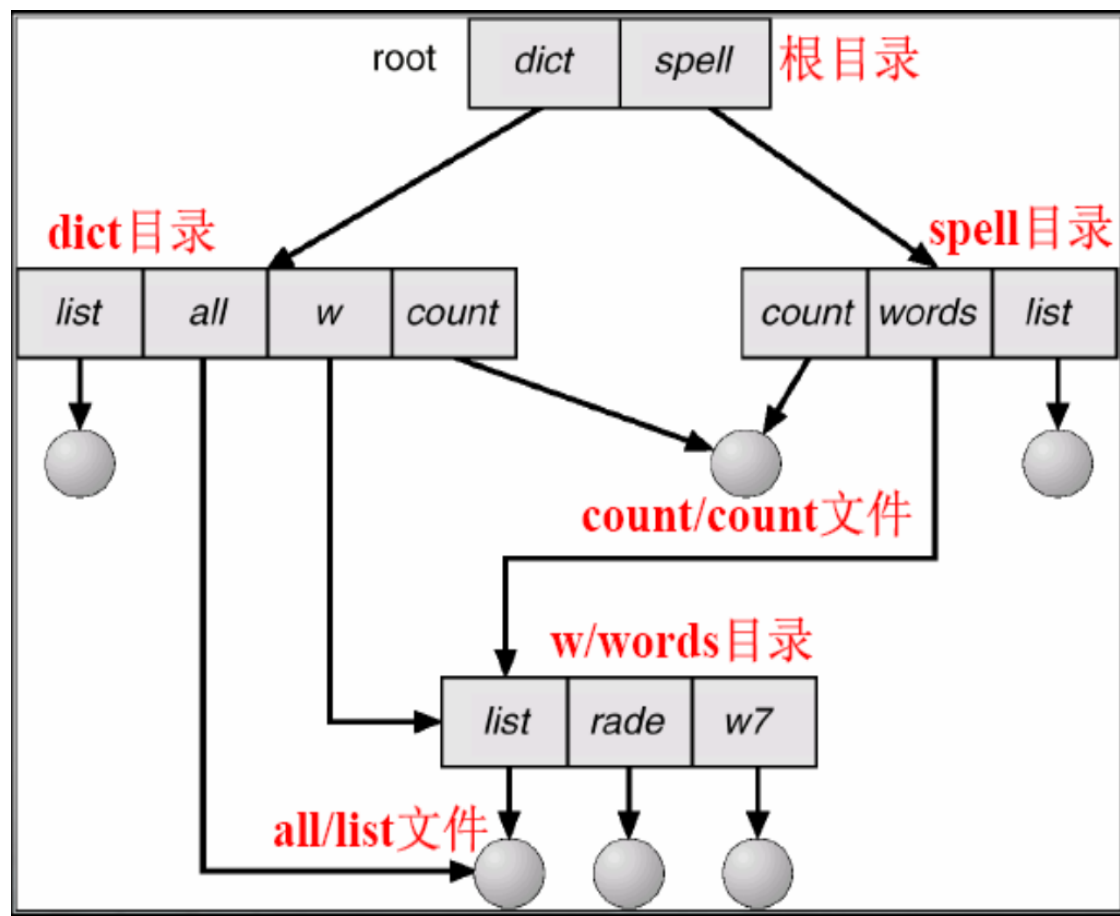 root dict spell 根目录
dict目录 spell目录
list all w count count words list
count/count文件
w/words目录
list rade w7
all/list文件